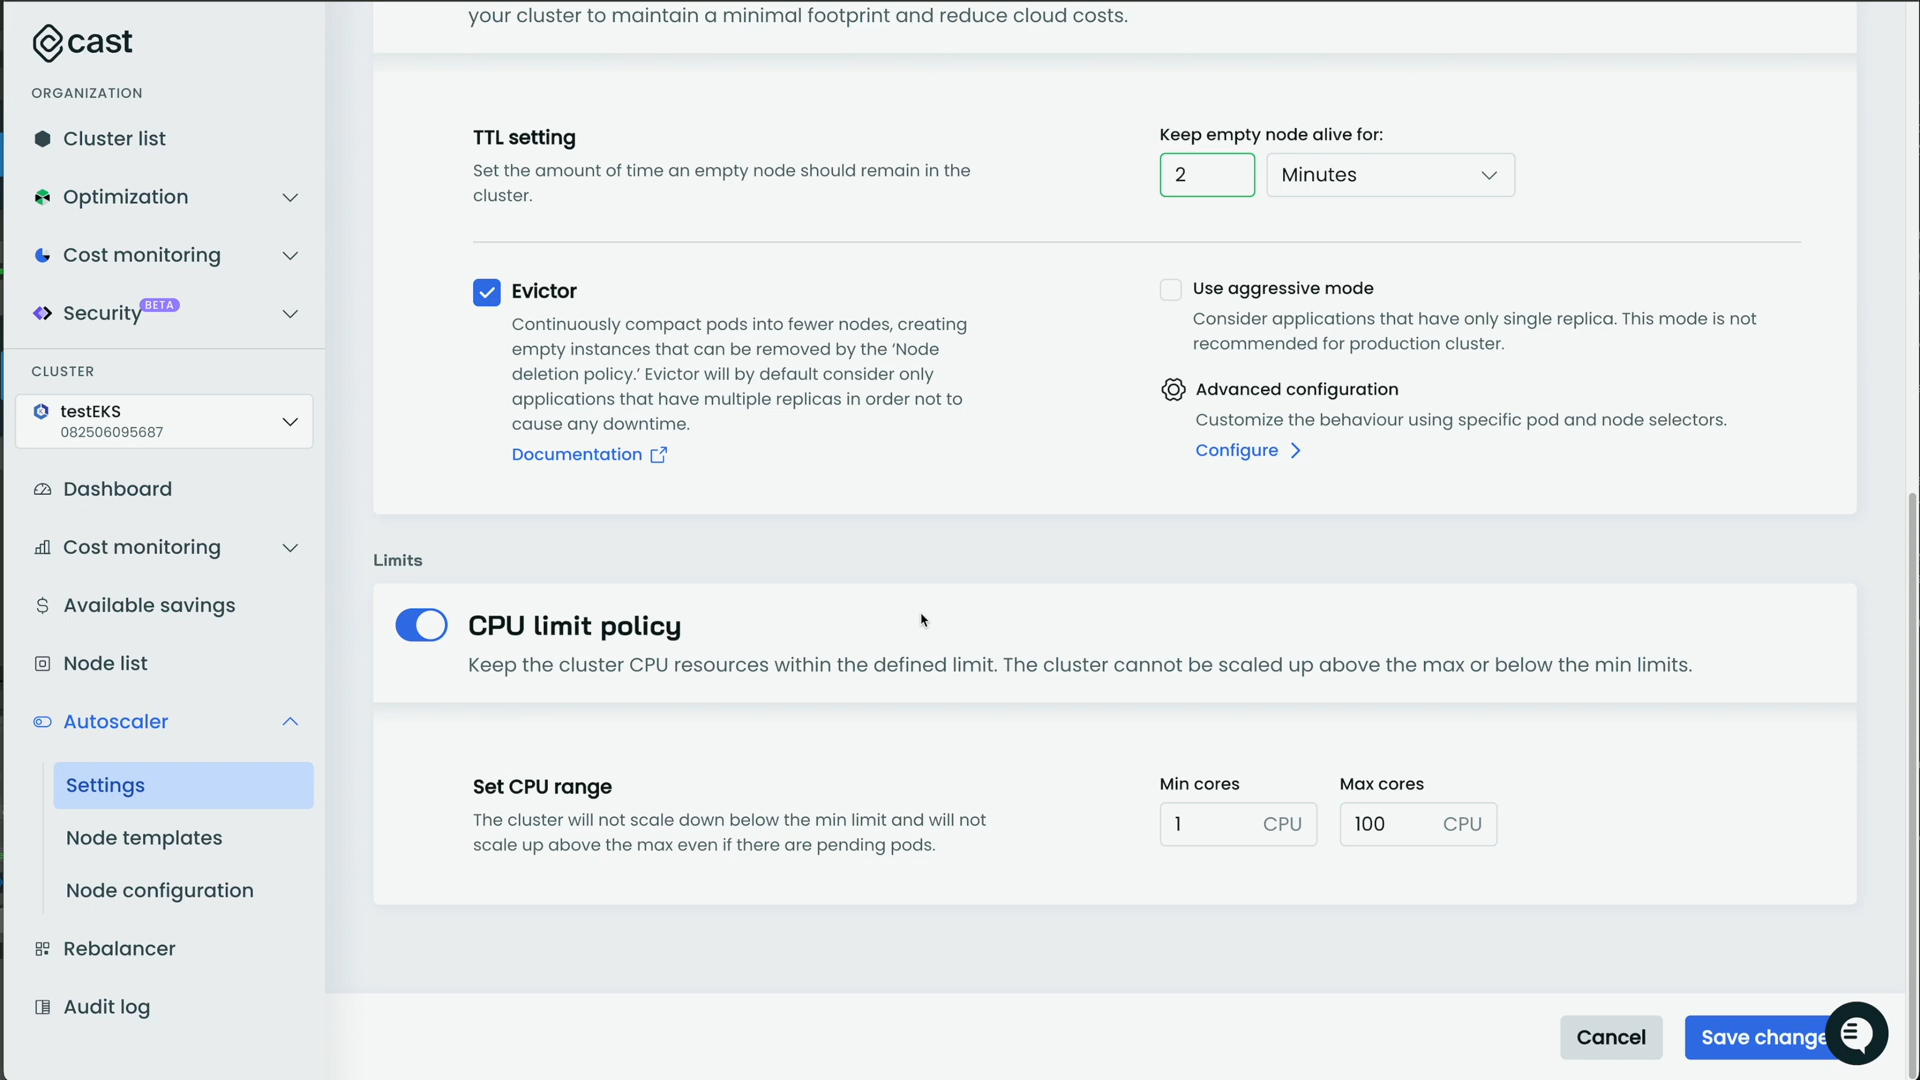 cast
ORGANIZATION
Cluster list
Optimization
Cost monitoring
Security BETA
CLUSTER
testEKS
082506095687
Dashboard
Cost monitoring
Available savings
Node list
Autoscaler
Settings
Node templates
Node configuration
Rebalancer
Audit log
your cluster to maintain a minimal footprint and reduce cloud costs.
TTL setting
Set the amount of time an empty node should remain in the
cluster.
Keep empty node alive for:
2 Minutes
Evictor
Continuously compact pods into fewer nodes, creating
empty instances that can be removed by the ‘Node
deletion policy.’ Evictor will by default consider only
applications that have multiple replicas in order not to
cause any downtime.
Documentation
Use aggressive mode
Consider applications that have only single replica. This mode is not
recommended for production cluster.
Advanced configuration
Customize the behaviour using specific pod and node selectors.
Configure
Limits
CPU limit policy
Keep the cluster CPU resources within the defined limit. The cluster cannot be scaled up above the max or below the min limits.
Set CPU range
The cluster will not scale down below the min limit and will not
scale up above the max even if there are pending pods.
Min cores Max cores
1 CPU 100 CPU
Cancel Save change